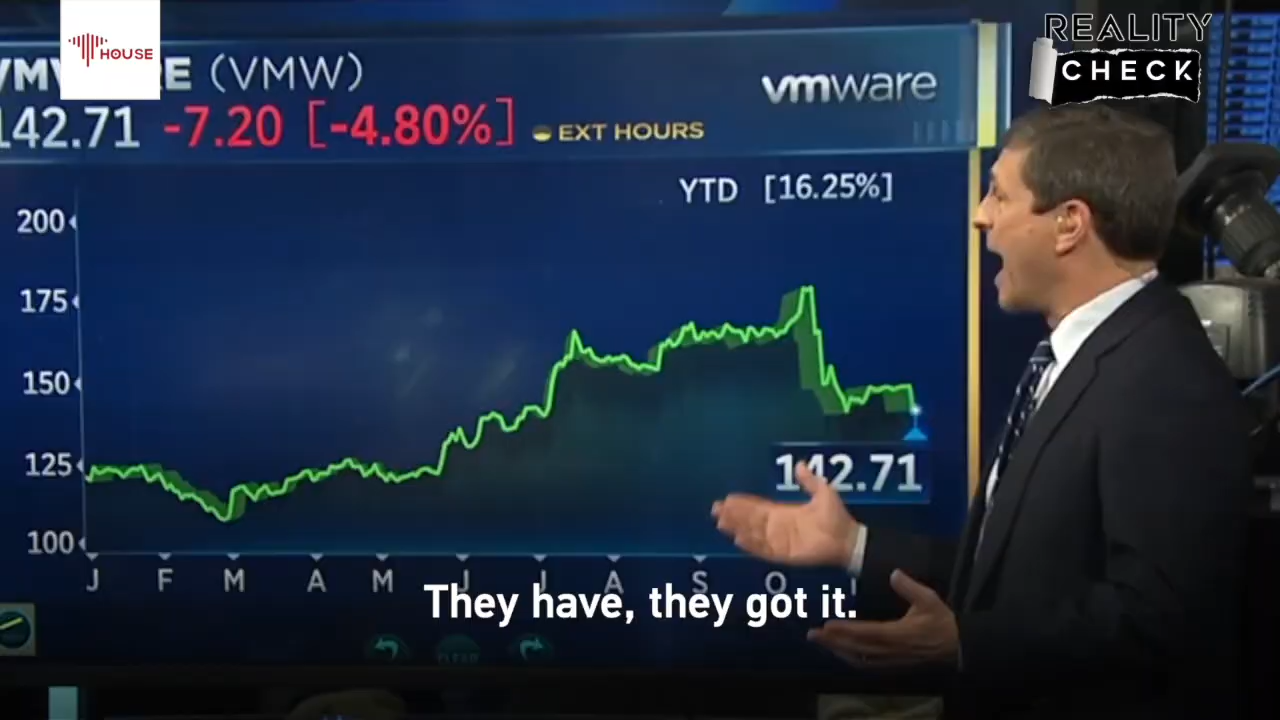 HOUSE
REALITY
CHECK
(VMW)
vmware
142.71 -7.20 [-4.80%] EXT HOURS
YTD [16.25%]
200
175
150
125
142.71
100
J F M A M J J A S O
They have, they got it.
CLEAR